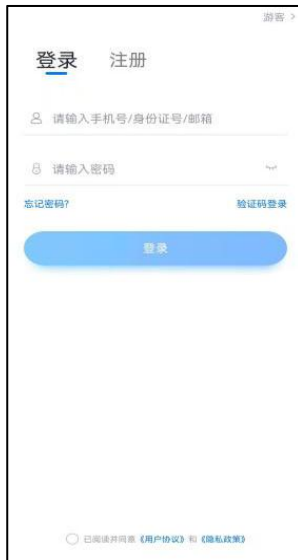 游客 >
登录 注册
请输入手机号/身份证号/邮箱
请输入密码
忘记密码? 验证码登录
登录
已阅读并同意《用户协议》和《隐私政策》